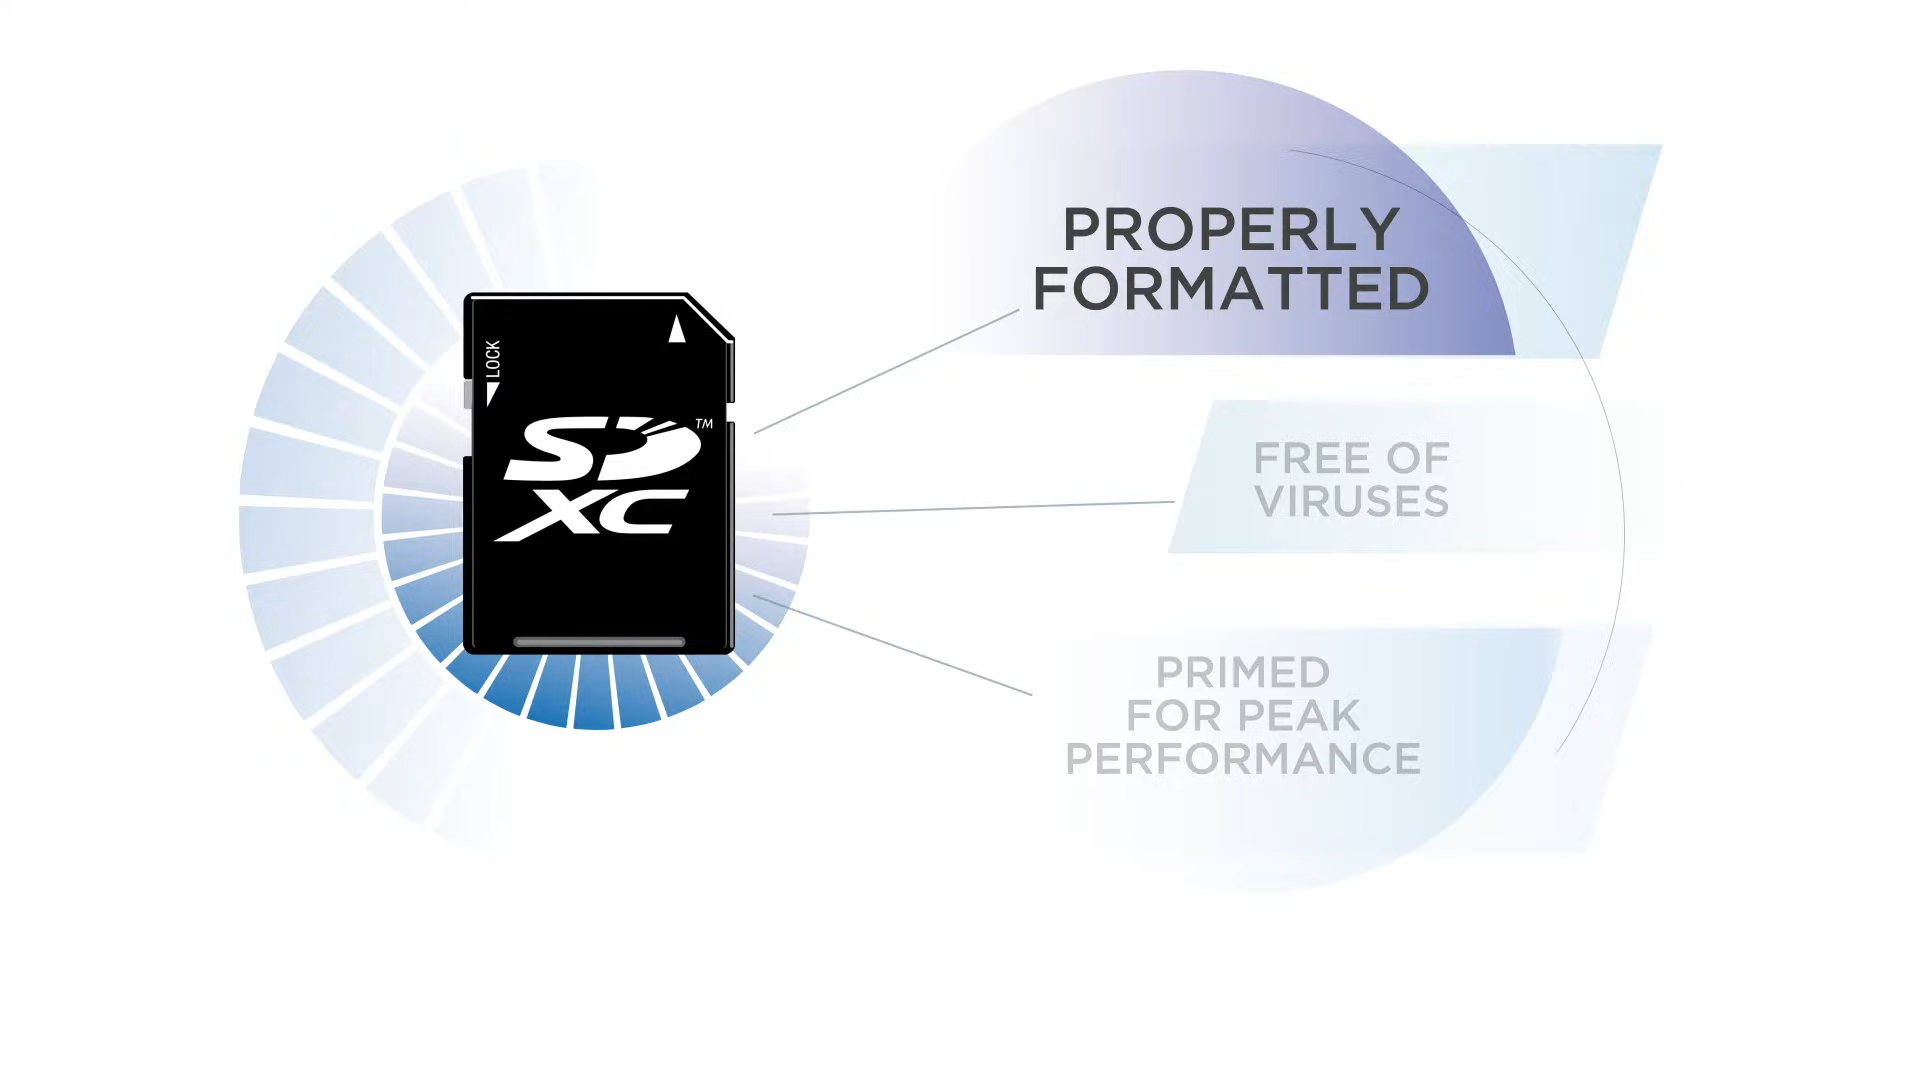 LOCK
SD
™
XC
PROPERLY
FORMATTED
FREE OF
VIRUSES
PRIMED
FOR PEAK
PERFORMANCE